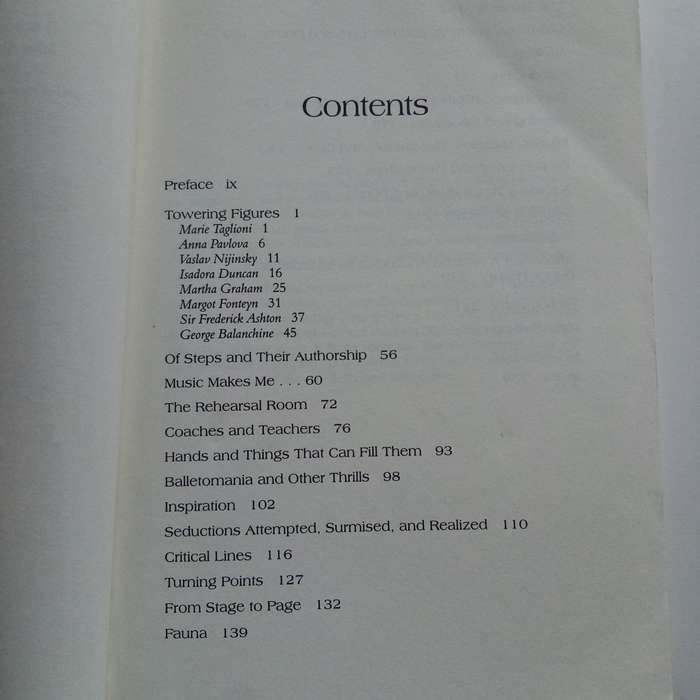 Contents
Preface ix
Towering Figures 1
Marie Taglioni 1
Anna Pavlova 6
Vaslav Nijinsky 11
Isadora Duncan 16
Martha Graham 25
Margot Fonteyn 31
Sir Frederick Ashton 37
George Balanchine 45
Of Steps and Their Authorship 56
Music Makes Me . . . 60
The Rehearsal Room 72
Coaches and Teachers 76
Hands and Things That Can Fill Them 93
Balletomania and Other Thrills 98
Inspiration 102
Seductions Attempted, Surmised, and Realized 110
Critical Lines 116
Turning Points 127
From Stage to Page 132
Fauna 139